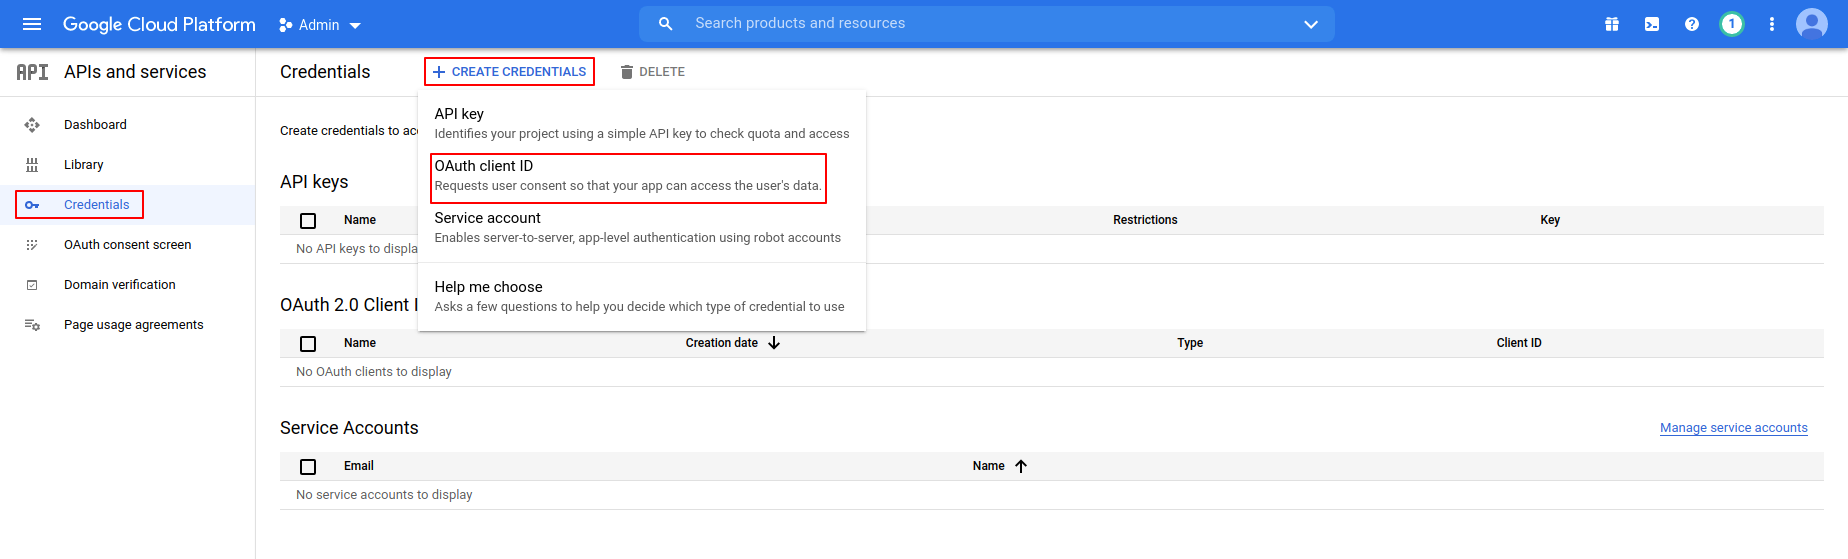 Google Cloud Platform
Admin
Search products and resources
1
API
APIs and services
Dashboard
Library
Credentials
OAuth consent screen
Domain verification
Page usage agreements
Credentials
CREATE CREDENTIALS
DELETE
API key
Identifies your project using a simple API key to check quota and access
OAuth client ID
Requests user consent so that your app can access the user's data.
Service account
Enables server-to-server, app-level authentication using robot accounts
Help me choose
Asks a few questions to help you decide which type of credential to use
Create credentials to
API keys
Name Restrictions Key
No API keys to
OAuth 2.0 Client
Name Creation date Type Client ID
No OAuth clients to display
Service Accounts
Manage service accounts
Email Name
No service accounts to display